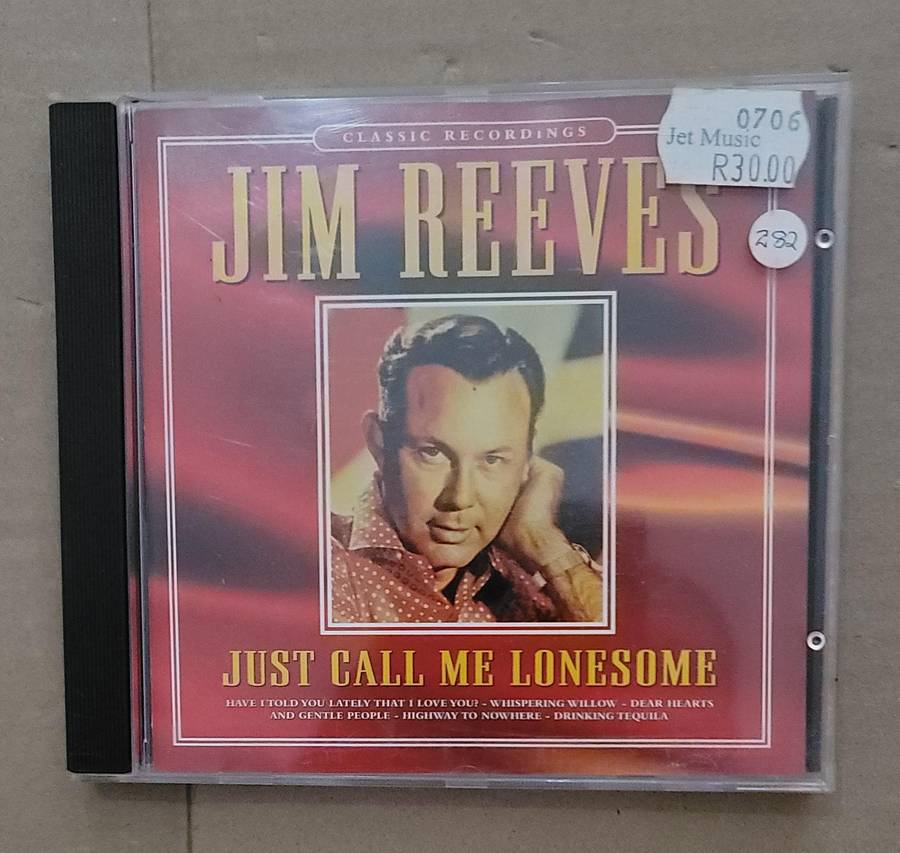 CLASSIC RECORDINGS
0706
Jet Music
R30.00
JIM REEVES
282
JUST CALL ME LONESOME
HAVE I TOLD YOU LATELY THAT I LOVE YOU? - WHISPERING WILLOW - DEAR HEARTS
AND GENTLE PEOPLE - HIGHWAY TO NOWHERE - DRINKING TEQUILA